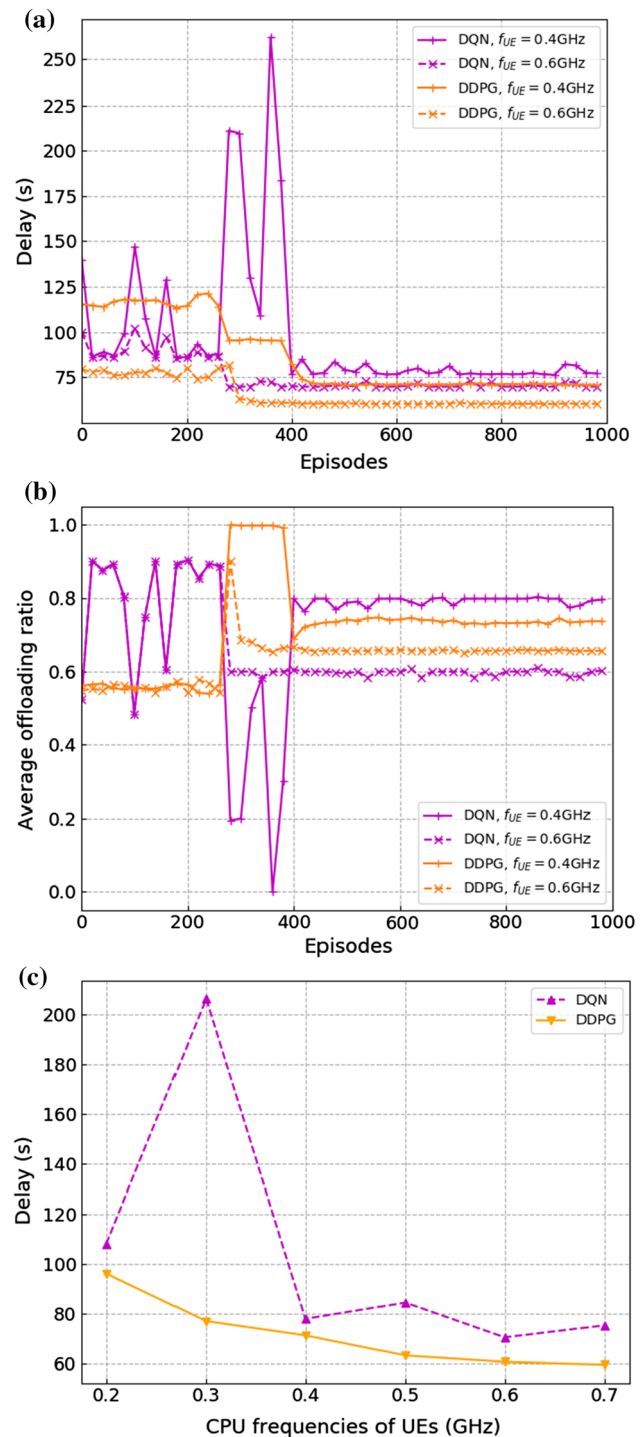 (a)
250
225
200
175
150
125
100
75
Delay (s)
DQN, f_UE = 0.4GHz
DQN, f_UE = 0.6GHz
DDPG, f_UE = 0.4GHz
DDPG, f_UE = 0.6GHz
0 200 400 600 800 1000
Episodes
(b)
1.0
0.8
0.6
0.4
0.2
0.0
Average offloading ratio
DQN, f_UE = 0.4GHz
DQN, f_UE = 0.6GHz
DDPG, f_UE = 0.4GHz
DDPG, f_UE = 0.6GHz
0 200 400 600 800 1000
Episodes
(c)
200
180
160
140
120
100
80
60
Delay (s)
DQN
DDPG
0.2 0.3 0.4 0.5 0.6 0.7
CPU frequencies of UEs (GHz)